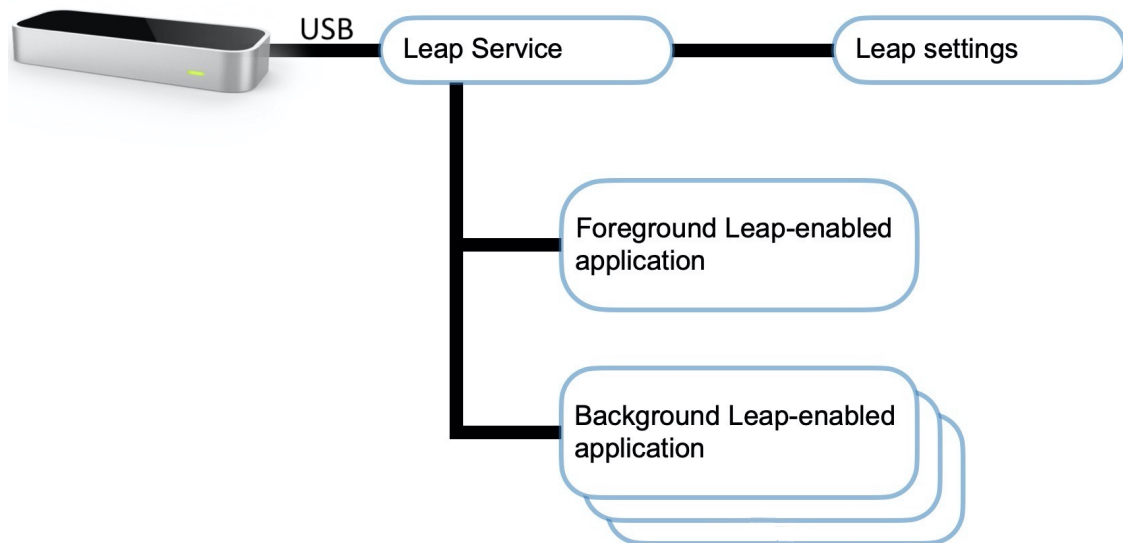 USB
Leap Service
Leap settings
Foreground Leap-enabled
application
Background Leap-enabled
application